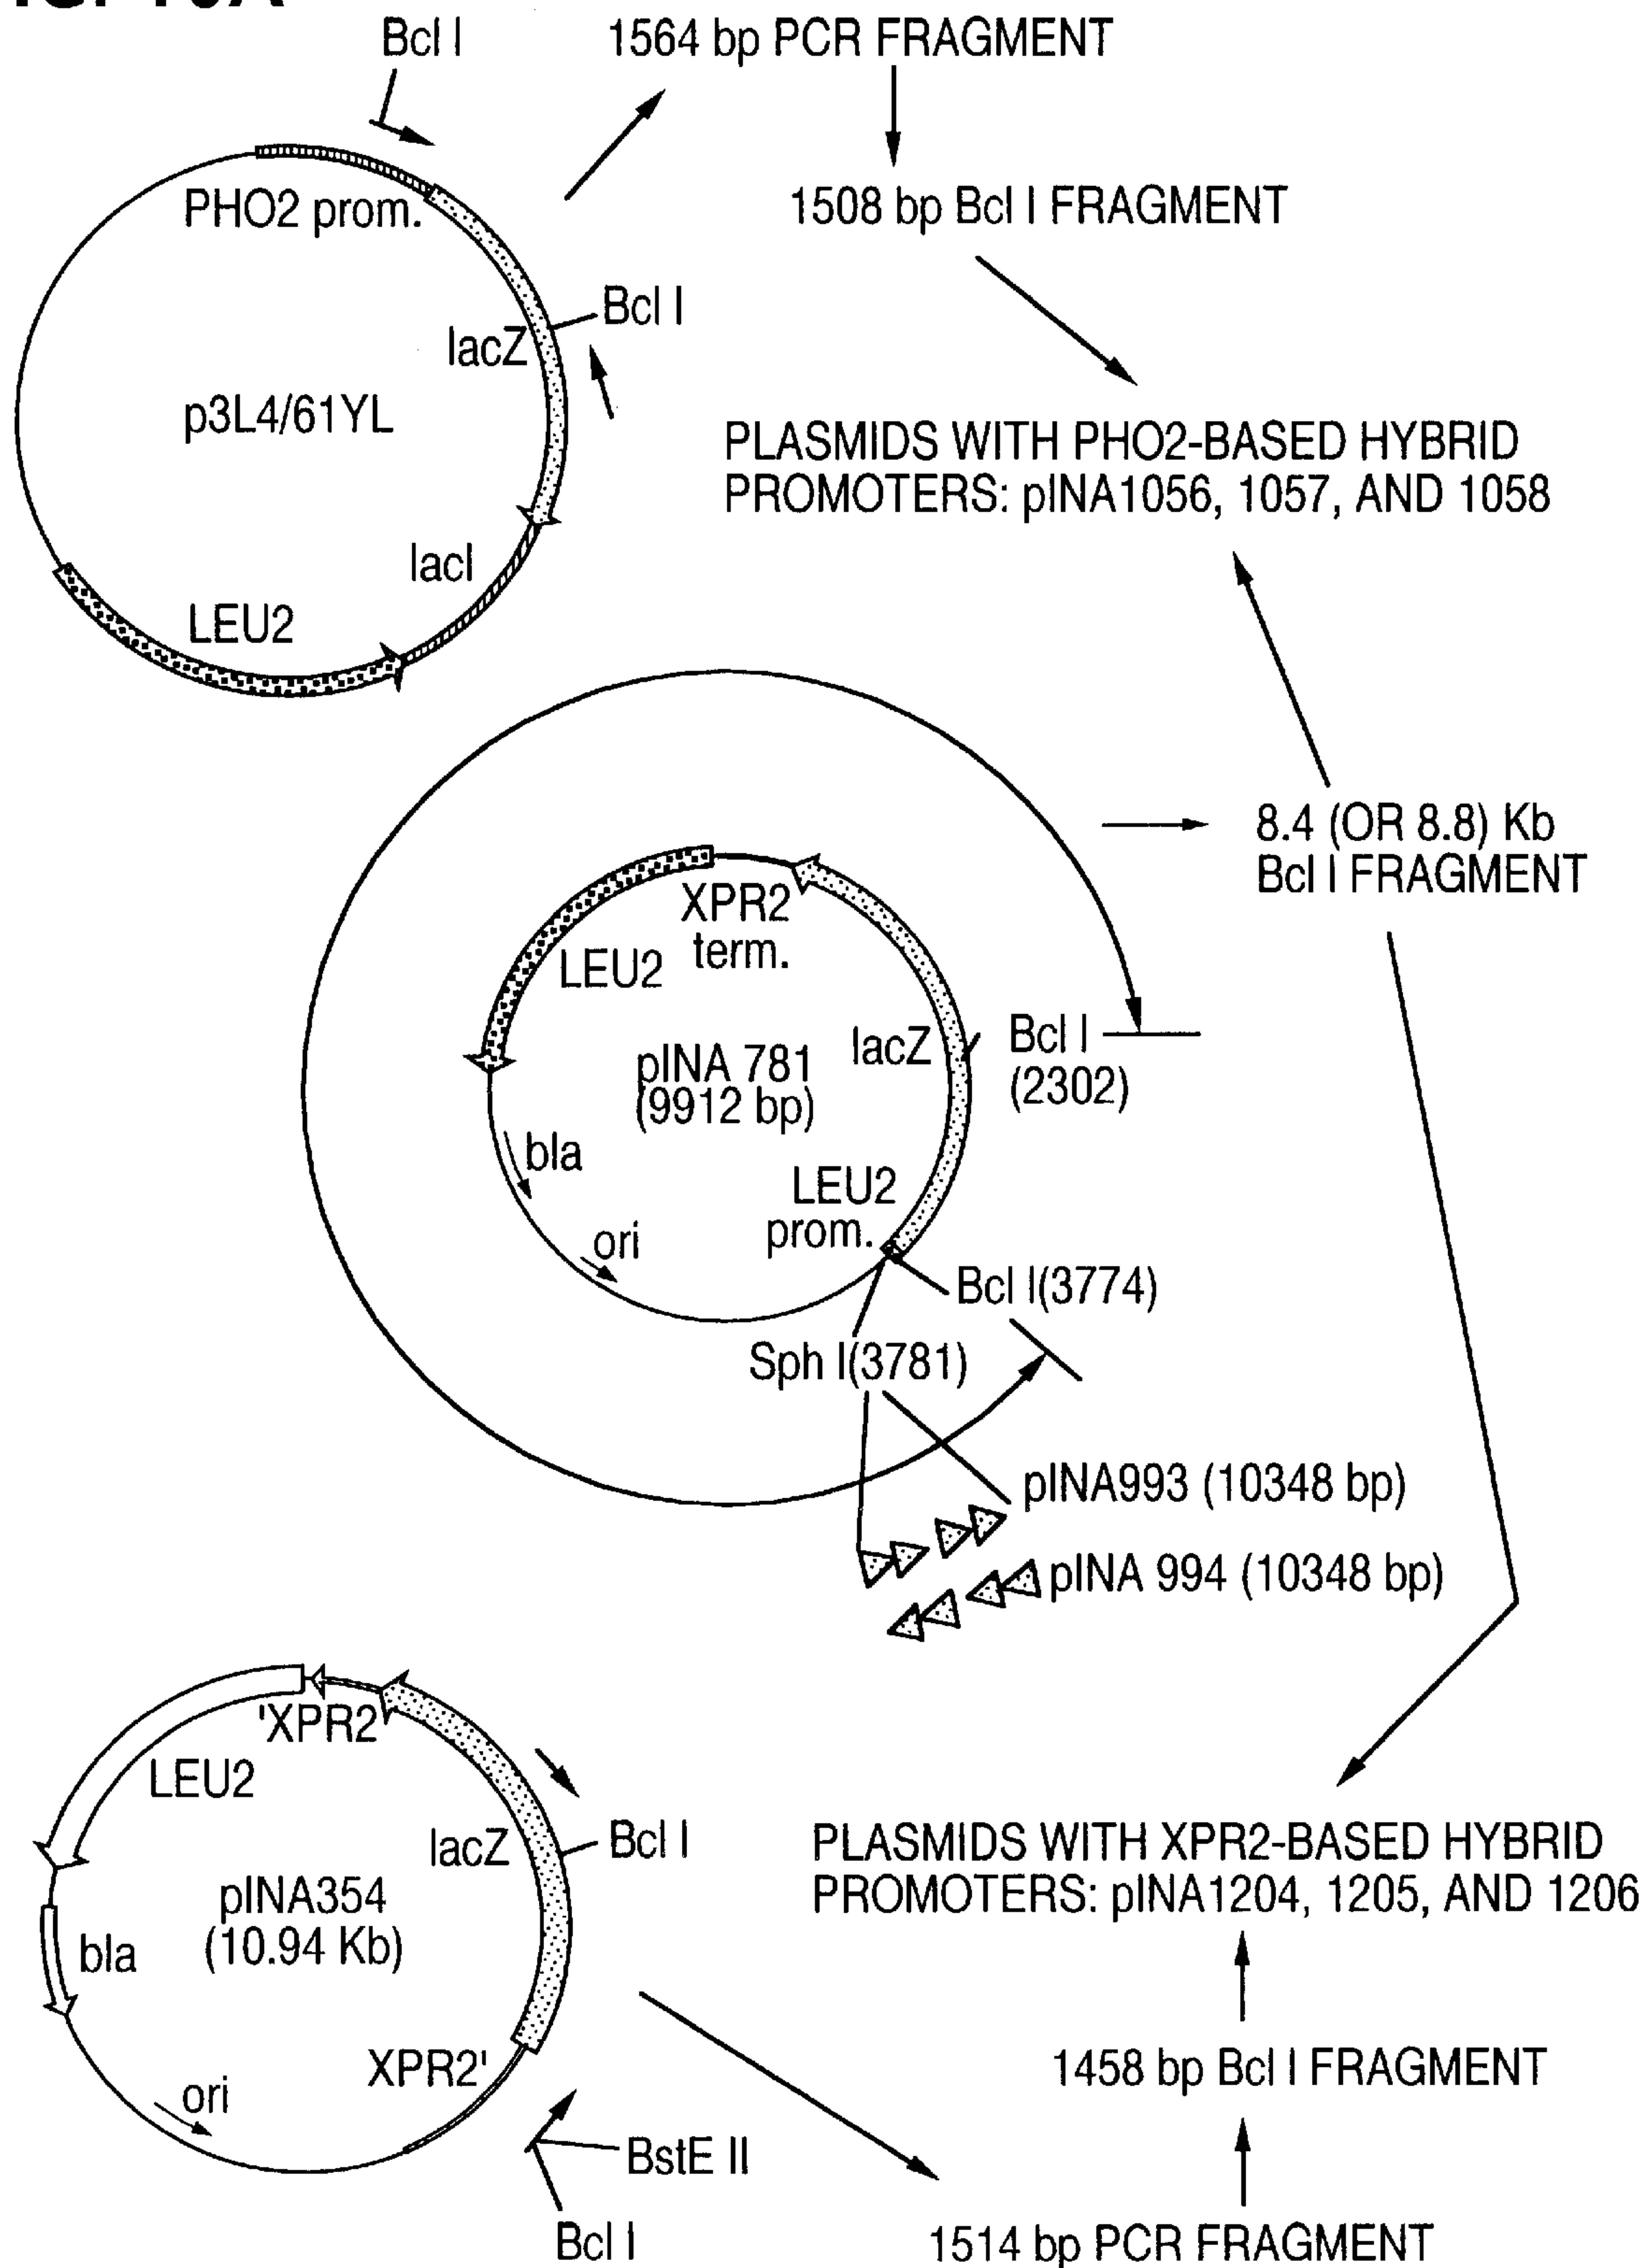 Bcl I
1564 bp PCR FRAGMENT
1508 bp Bcl I FRAGMENT
PHO2 prom.
Bcl I
lacZ
p3L4/61YL
PLASMIDS WITH PHO2-BASED HYBRID
PROMOTERS: pINA1056, 1057, AND 1058
lacI
LEU2
8.4 (OR 8.8) Kb
Bcl I FRAGMENT
XPR2
term.
LEU2
lacZ
Bcl I
(2302)
pINA 781
(9912 bp)
bla
LEU2
prom.
ori
Bcl I(3774)
Sph I(3781)
pINA993 (10348 bp)
pINA 994 (10348 bp)
'XPR2
LEU2
lacZ
Bcl I
PLASMIDS WITH XPR2-BASED HYBRID
PROMOTERS: pINA1204, 1205, AND 1206
pINA354
(10.94 Kb)
bla
XPR2'
ori
1458 bp Bcl I FRAGMENT
BstE II
Bcl I
1514 bp PCR FRAGMENT